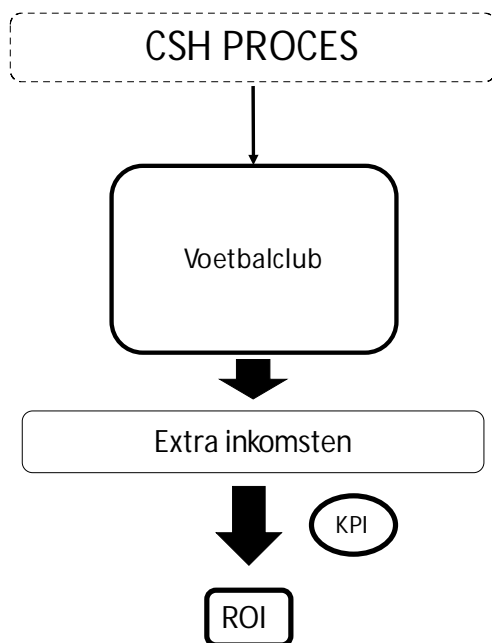 CSH PROCES
Voetbalclub
Extra inkomsten
KPI
ROI